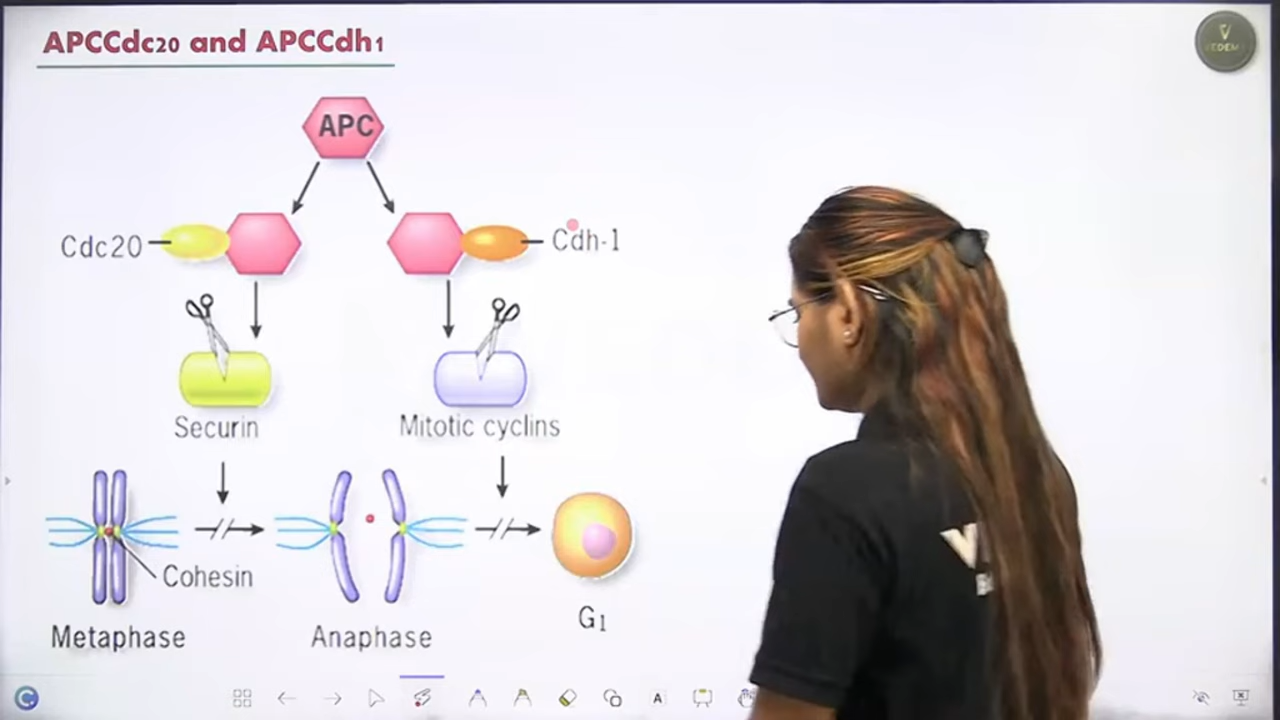 APCCdc20 and APCCdh1
APC
Cdc20
Cdh-1
Securin
Mitotic cyclins
Cohesin
Metaphase
Anaphase
G1
A